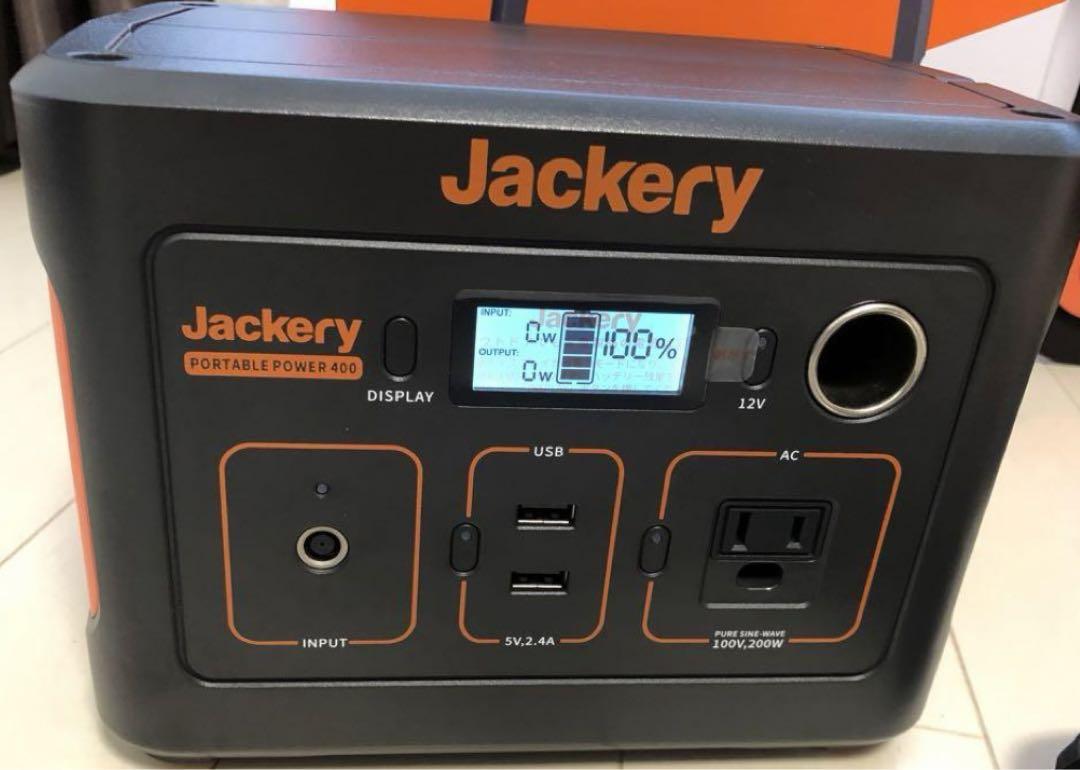 Jackery
Jackery
PORTABLE POWER 400
DISPLAY
INPUT:
0w
OUTPUT:
0w
100%
12V
INPUT
USB
5V,2.4A
AC
PURE SINE-WAVE
100V,200W